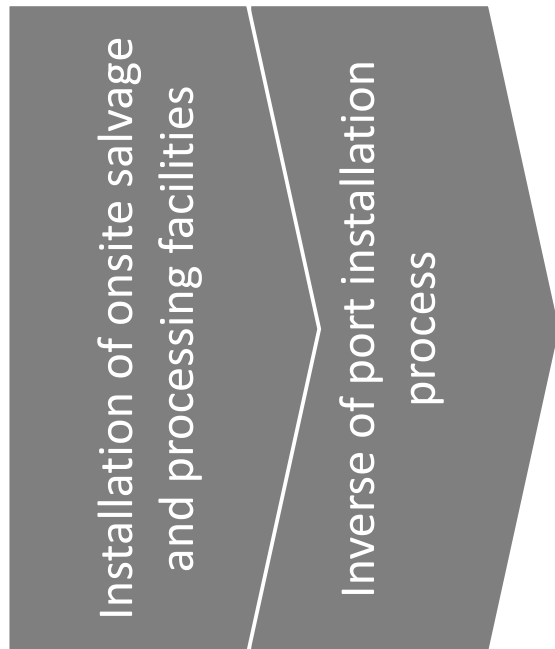 Installation of onsite salvage
and processing facilities
Inverse of port installation
process